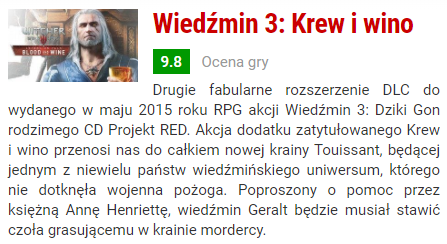 Wiedźmin 3: Krew i wino
WITCHER
BLOOD AND WINE
9.8 Ocena gry
Drugie fabularne rozszerzenie DLC do
wydanego w maju 2015 roku RPG akcji Wiedźmin 3: Dziki Gon
rodzimego CD Projekt RED. Akcja dodatku zatytułowanego Krew
i wino przenosi nas do całkiem nowej krainy Touissant, będącej
jednym z niewielu państw wiedźmińskiego uniwersum, którego
nie dotknęła wojenna pożoga. Poproszony o pomoc przez
księżną Annę Henriettę, wiedźmin Geralt będzie musiał stawić
czoła grasującemu w krainie mordercy.